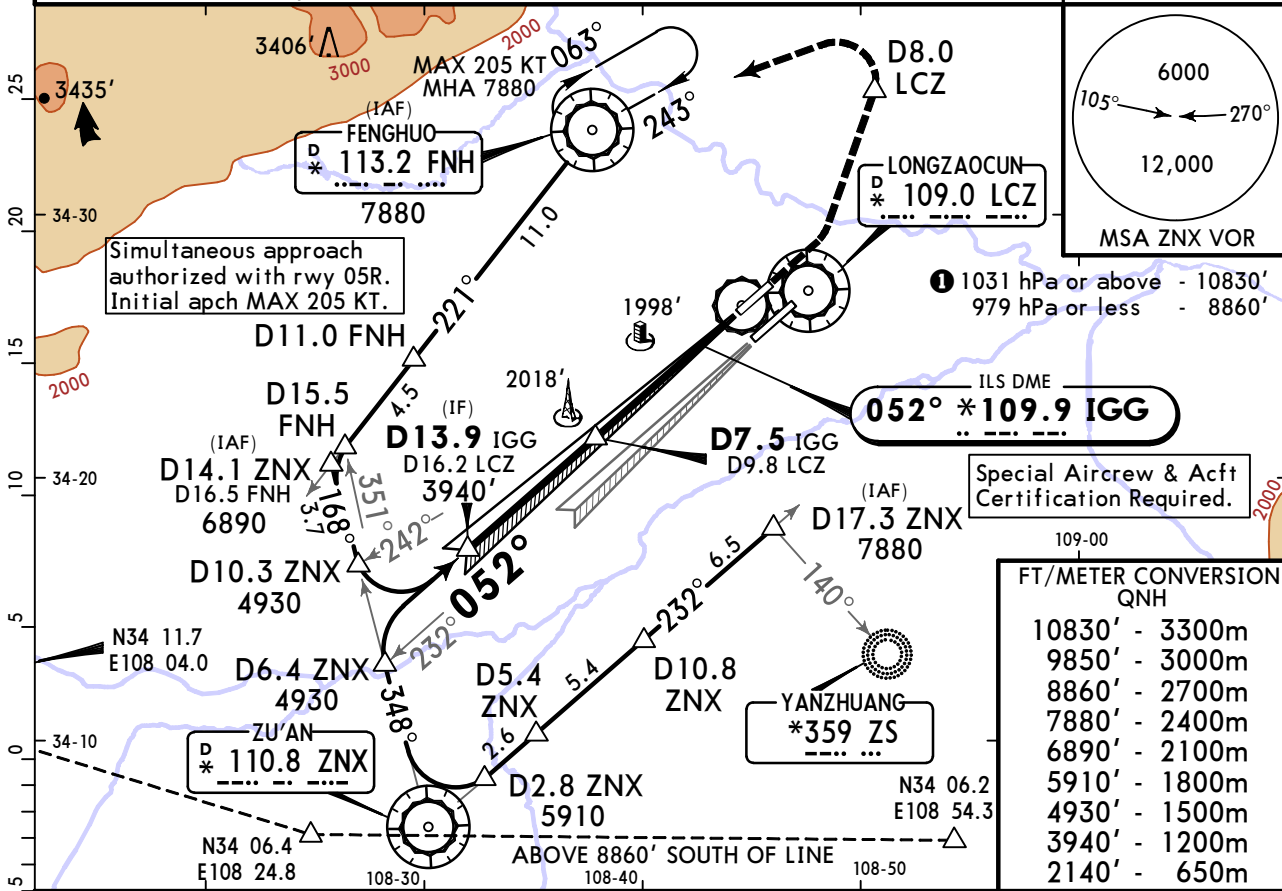 3406'
3000
2000
3435'
MAX 205 KT
MHA 7880
063°
243°
D8.0
LCZ
6000
105°
270°
12,000
MSA ZNX VOR
(IAF)
FENGHUO
D
* 113.2 FNH
7880
LONGZAOCUN
D
* 109.0 LCZ
25
20
34-30
Simultaneous approach
authorized with rwy 05R.
Initial apch MAX 205 KT.
11.0
221°
1 1031 hPa or above - 10830'
979 hPa or less - 8860'
1998'
D11.0 FNH
15
2000
4.5
2018'
ILS DME
052° *109.9 IGG
D15.5
FNH
(IF)
D13.9 IGG
D16.2 LCZ
3940'
D7.5 IGG
D9.8 LCZ
(IAF)
D14.1 ZNX
D16.5 FNH
6890
34-20
10
Special Aircrew & Acft
Certification Required.
2000
168°
3.7
351°
242°
(IAF)
D17.3 ZNX
7880
109-00
D10.3 ZNX
4930
052°
6.5
232°
140°
5
N34 11.7
E108 04.0
232°
D6.4 ZNX
4930
348°
D5.4
ZNX
5.4
D10.8
ZNX
YANZHUANG
*359 ZS
ZU'AN
D
* 110.8 ZNX
34-10
0
2.6
D2.8 ZNX
5910
N34 06.2
E108 54.3
N34 06.4
E108 24.8
ABOVE 8860' SOUTH OF LINE
5
108-30
108-40
108-50
FT/METER CONVERSION
QNH
10830' - 3300m
9850' - 3000m
8860' - 2700m
7880' - 2400m
6890' - 2100m
5910' - 1800m
4930' - 1500m
3940' - 1200m
2140' - 650m